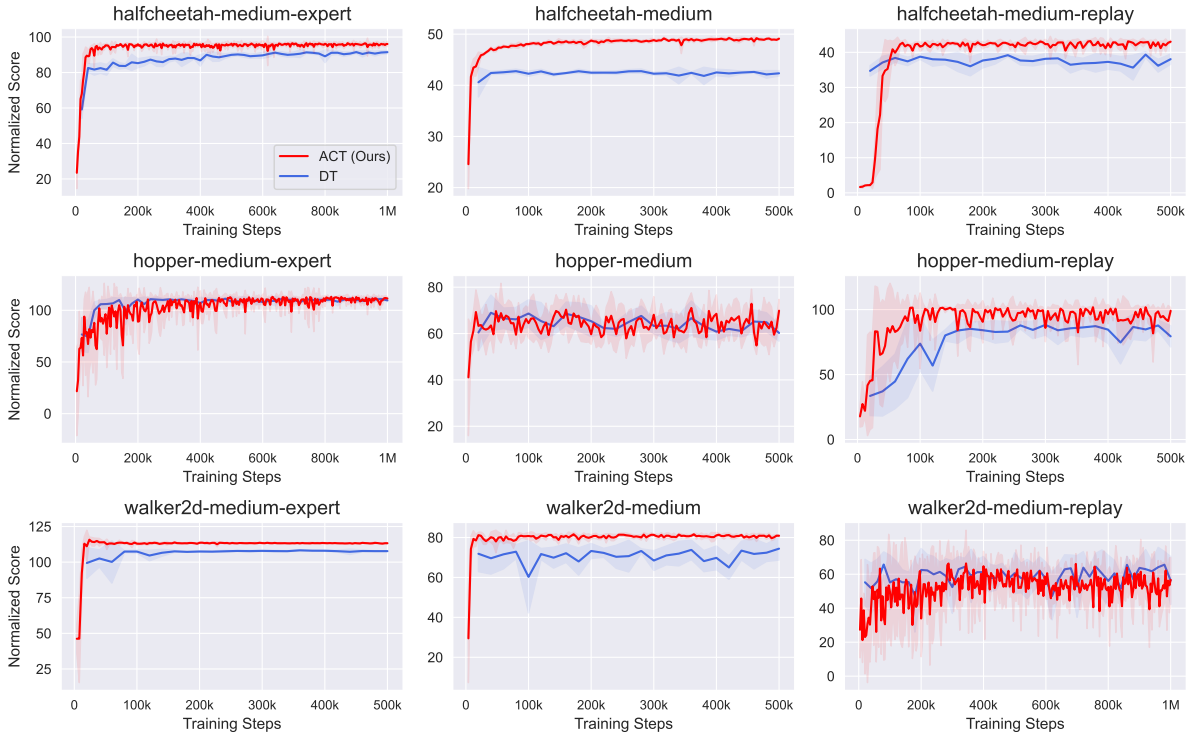 halfcheetah-medium-expert
Normalized Score
100
80
60
40
20
ACT (Ours)
DT
0 200k 400k 600k 800k 1M
Training Steps
halfcheetah-medium
50
40
30
20
0 100k 200k 300k 400k 500k
Training Steps
halfcheetah-medium-replay
40
30
20
10
0
0 100k 200k 300k 400k 500k
Training Steps
hopper-medium-expert
Normalized Score
100
50
0
0 200k 400k 600k 800k 1M
Training Steps
hopper-medium
80
60
40
20
0 100k 200k 300k 400k 500k
Training Steps
hopper-medium-replay
100
50
0
0 100k 200k 300k 400k 500k
Training Steps
walker2d-medium-expert
Normalized Score
125
100
75
50
25
0 100k 200k 300k 400k 500k
Training Steps
walker2d-medium
80
60
40
20
0 100k 200k 300k 400k 500k
Training Steps
walker2d-medium-replay
80
60
40
20
0
0 200k 400k 600k 800k 1M
Training Steps